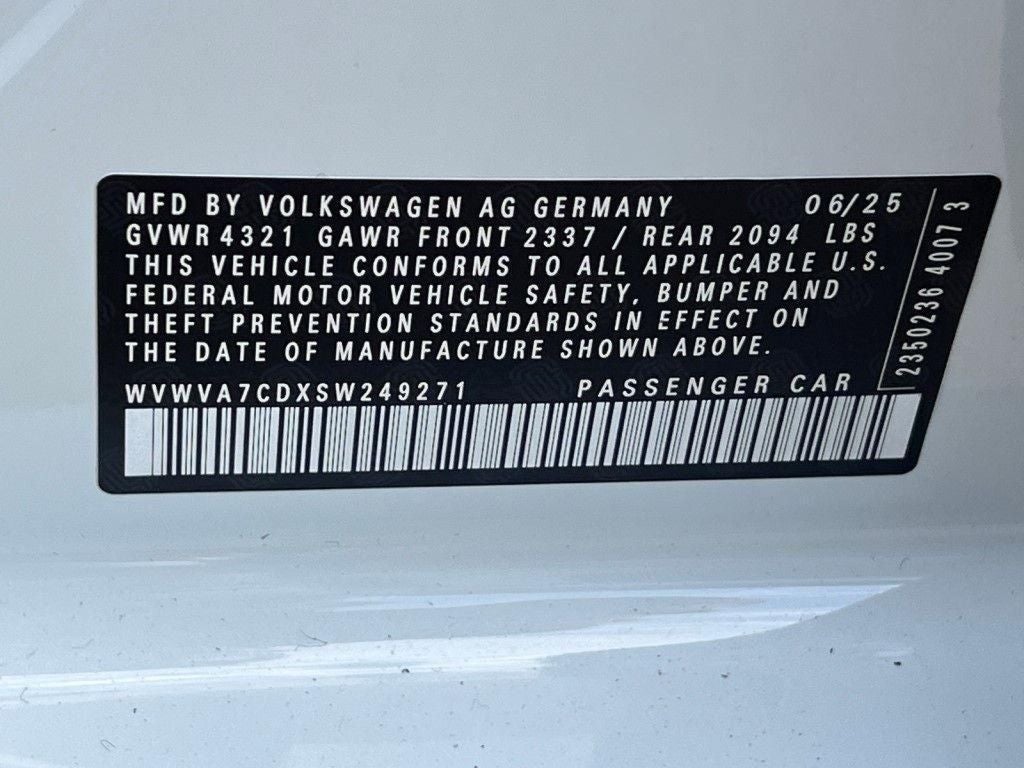 MFD BY VOLKSWAGEN AG GERMANY 06/25
GVWR 4321 GAWR FRONT 2337 / REAR 2094 LBS
THIS VEHICLE CONFORMS TO ALL APPLICABLE U.S.
FEDERAL MOTOR VEHICLE SAFETY, BUMPER AND
THEFT PREVENTION STANDARDS IN EFFECT ON
THE DATE OF MANUFACTURE SHOWN ABOVE.
WVWVA7CDXSW249271 PASSENGER CAR
2350236 4007 3